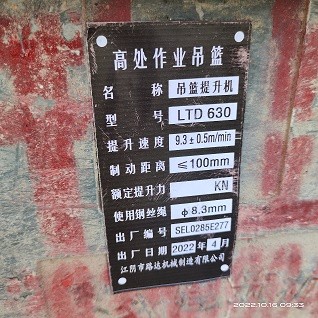 高处作业吊篮
名 称 吊篮提升机
型 号 LTD 630
提升速度 9.3±0.5m/min
制动距离 ≤100mm
额定提升力 KN
使用钢丝绳 φ8.3mm
出厂编号 SEL0285E277
出厂日期 2022年4月
江阴市路达机械制造有限公司
2022.10.16 09:33